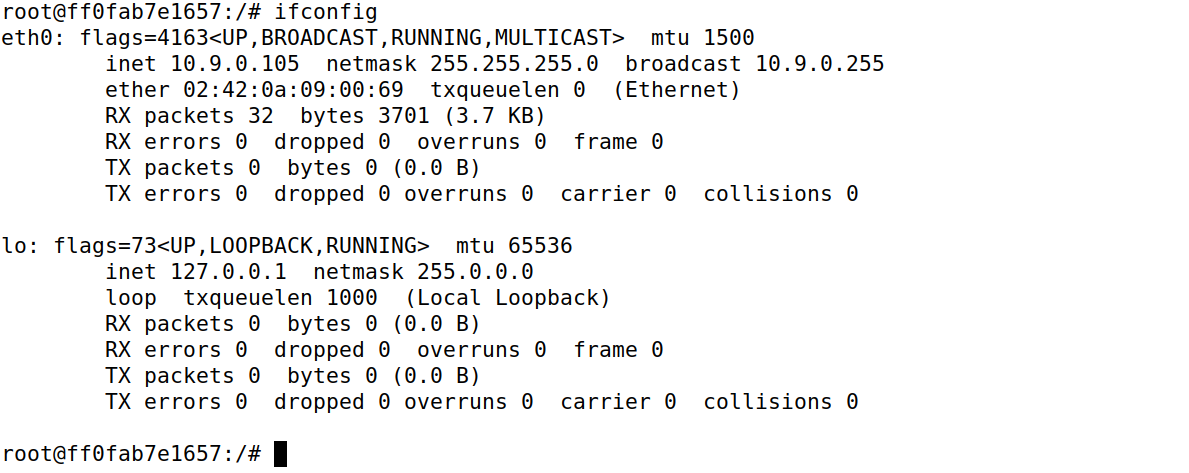 root@ff0fab7e1657:/# ifconfig
eth0: flags=4163<UP,BROADCAST,RUNNING,MULTICAST>  mtu 1500
        inet 10.9.0.105  netmask 255.255.255.0  broadcast 10.9.0.255
        ether 02:42:0a:09:00:69  txqueuelen 0  (Ethernet)
        RX packets 32  bytes 3701 (3.7 KB)
        RX errors 0  dropped 0  overruns 0  frame 0
        TX packets 0  bytes 0 (0.0 B)
        TX errors 0  dropped 0 overruns 0  carrier 0  collisions 0

lo: flags=73<UP,LOOPBACK,RUNNING>  mtu 65536
        inet 127.0.0.1  netmask 255.0.0.0
        loop  txqueuelen 1000  (Local Loopback)
        RX packets 0  bytes 0 (0.0 B)
        RX errors 0  dropped 0  overruns 0  frame 0
        TX packets 0  bytes 0 (0.0 B)
        TX errors 0  dropped 0 overruns 0  carrier 0  collisions 0

root@ff0fab7e1657:/#